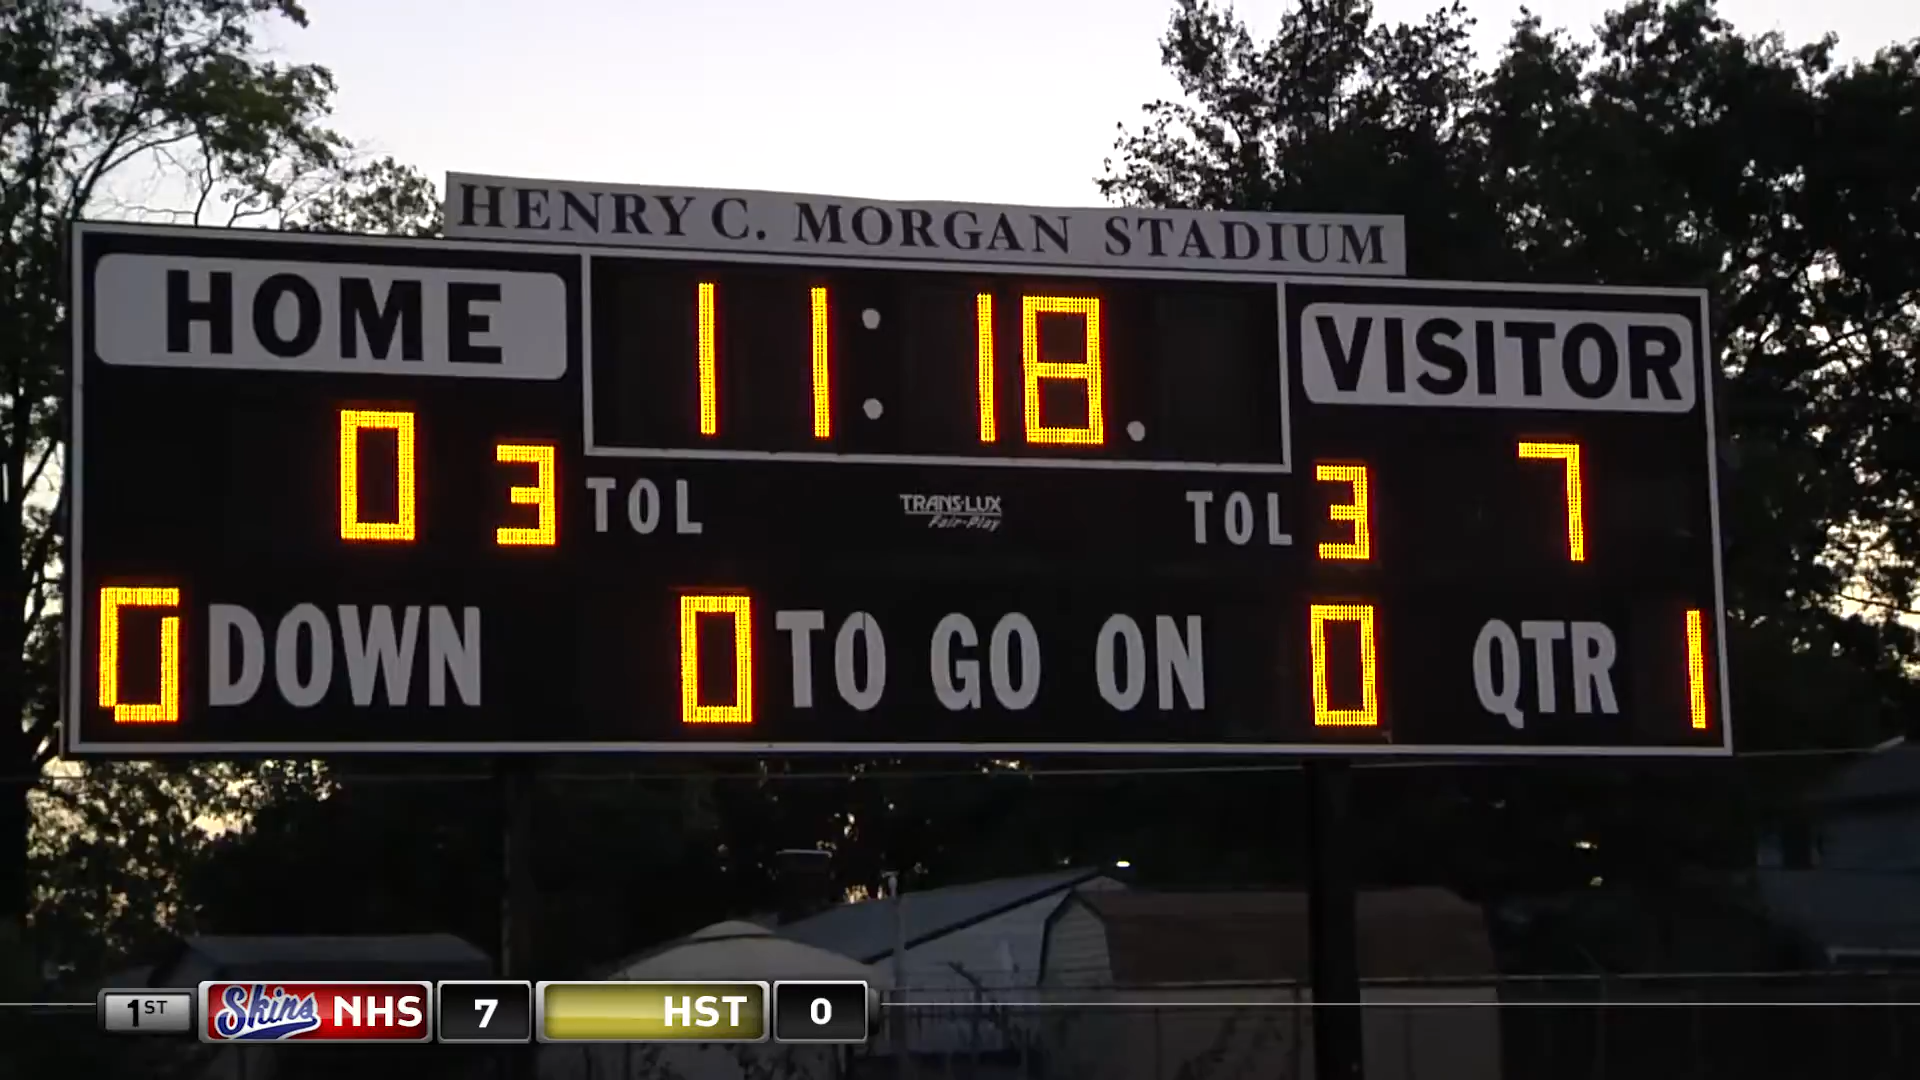 HENRY C. MORGAN STADIUM
HOME 11:18. VISITOR
0 3 TOL TRANS-LUX TOL 3 7
Fair-Play
0 DOWN 0 TO GO ON 0 QTR 1
1ST Skins NHS 7 HST 0